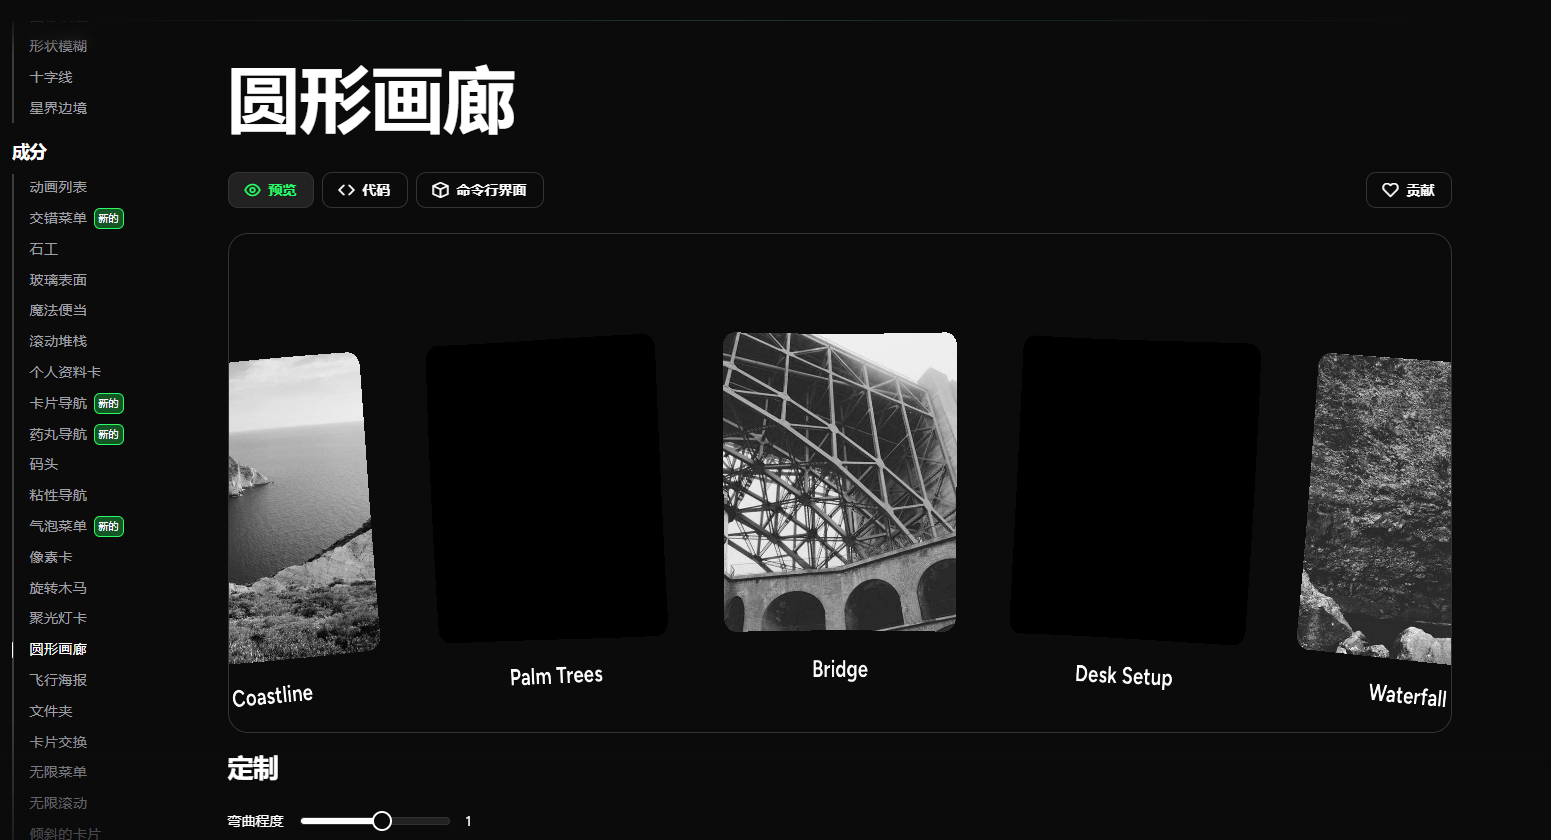 形状模糊
十字线
星界边境
成分
动画列表
交错菜单 新的
石工
玻璃表面
魔法便当
滚动堆栈
个人资料卡
卡片导航 新的
药丸导航 新的
码头
粘性导航
气泡菜单 新的
像素卡
旋转木马
聚光灯卡
圆形画廊
飞行海报
文件夹
卡片交换
无限菜单
无限滚动
倾斜的卡片
圆形画廊
预览 代码 命令行界面 贡献
Coastline
Palm Trees
Bridge
Desk Setup
Waterfall
定制
弯曲程度 1